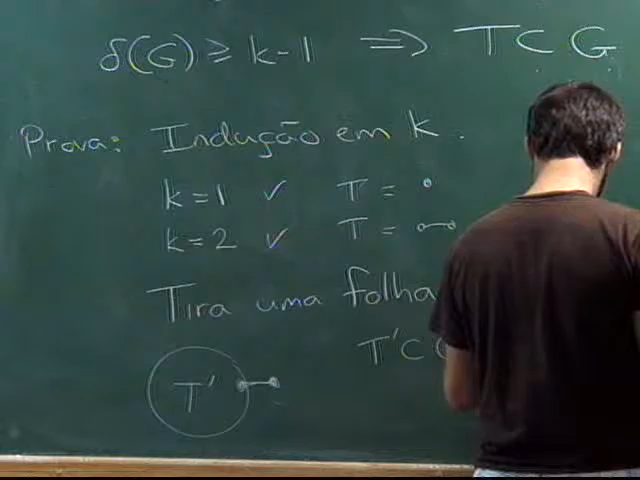 δ(G) ≥ k-1 ⟹ T ⊂ G
Prova: Indução em k.
k=1 ✓ T =
k=2 ✓ T =
Tira uma folha
T' ⊂
T'